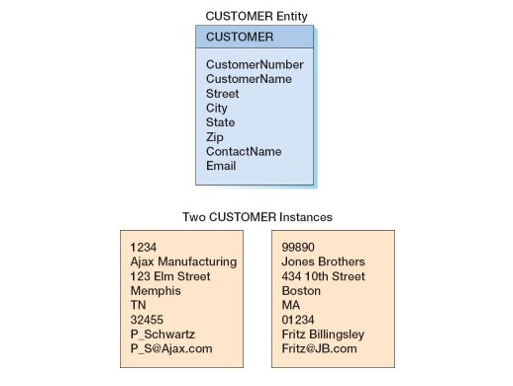 CUSTOMER Entity
CUSTOMER
CustomerNumber
CustomerName
Street
City
State
Zip
ContactName
Email
Two CUSTOMER Instances
1234
Ajax Manufacturing
123 Elm Street
Memphis
TN
32455
P_Schwartz
P_S@Ajax.com
99890
Jones Brothers
434 10th Street
Boston
MA
01234
Fritz Billingsley
Fritz@JB.com